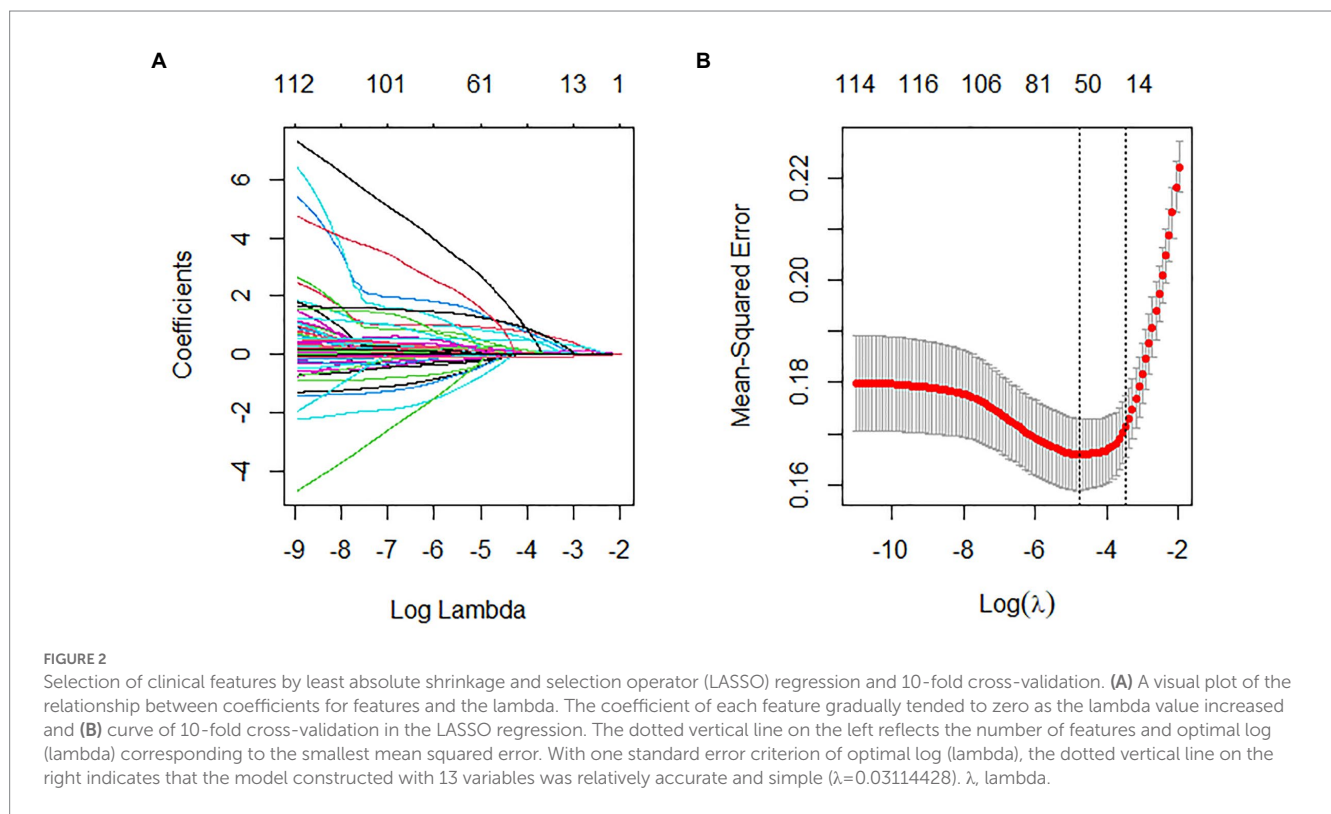 A
112 101 61 13 1
6
4
2
0
-2
-4
Coefficients
-9 -8 -7 -6 -5 -4 -3 -2
Log Lambda
B
114 116 106 81 50 14
0.22
0.20
0.18
0.16
Mean-Squared Error
-10 -8 -6 -4 -2
Log(λ)
FIGURE 2
Selection of clinical features by least absolute shrinkage and selection operator (LASSO) regression and 10-fold cross-validation. (A) A visual plot of the
relationship between coefficients for features and the lambda. The coefficient of each feature gradually tended to zero as the lambda value increased
and (B) curve of 10-fold cross-validation in the LASSO regression. The dotted vertical line on the left reflects the number of features and optimal log
(lambda) corresponding to the smallest mean squared error. With one standard error criterion of optimal log (lambda), the dotted vertical line on the
right indicates that the model constructed with 13 variables was relatively accurate and simple (λ=0.03114428). λ, lambda.